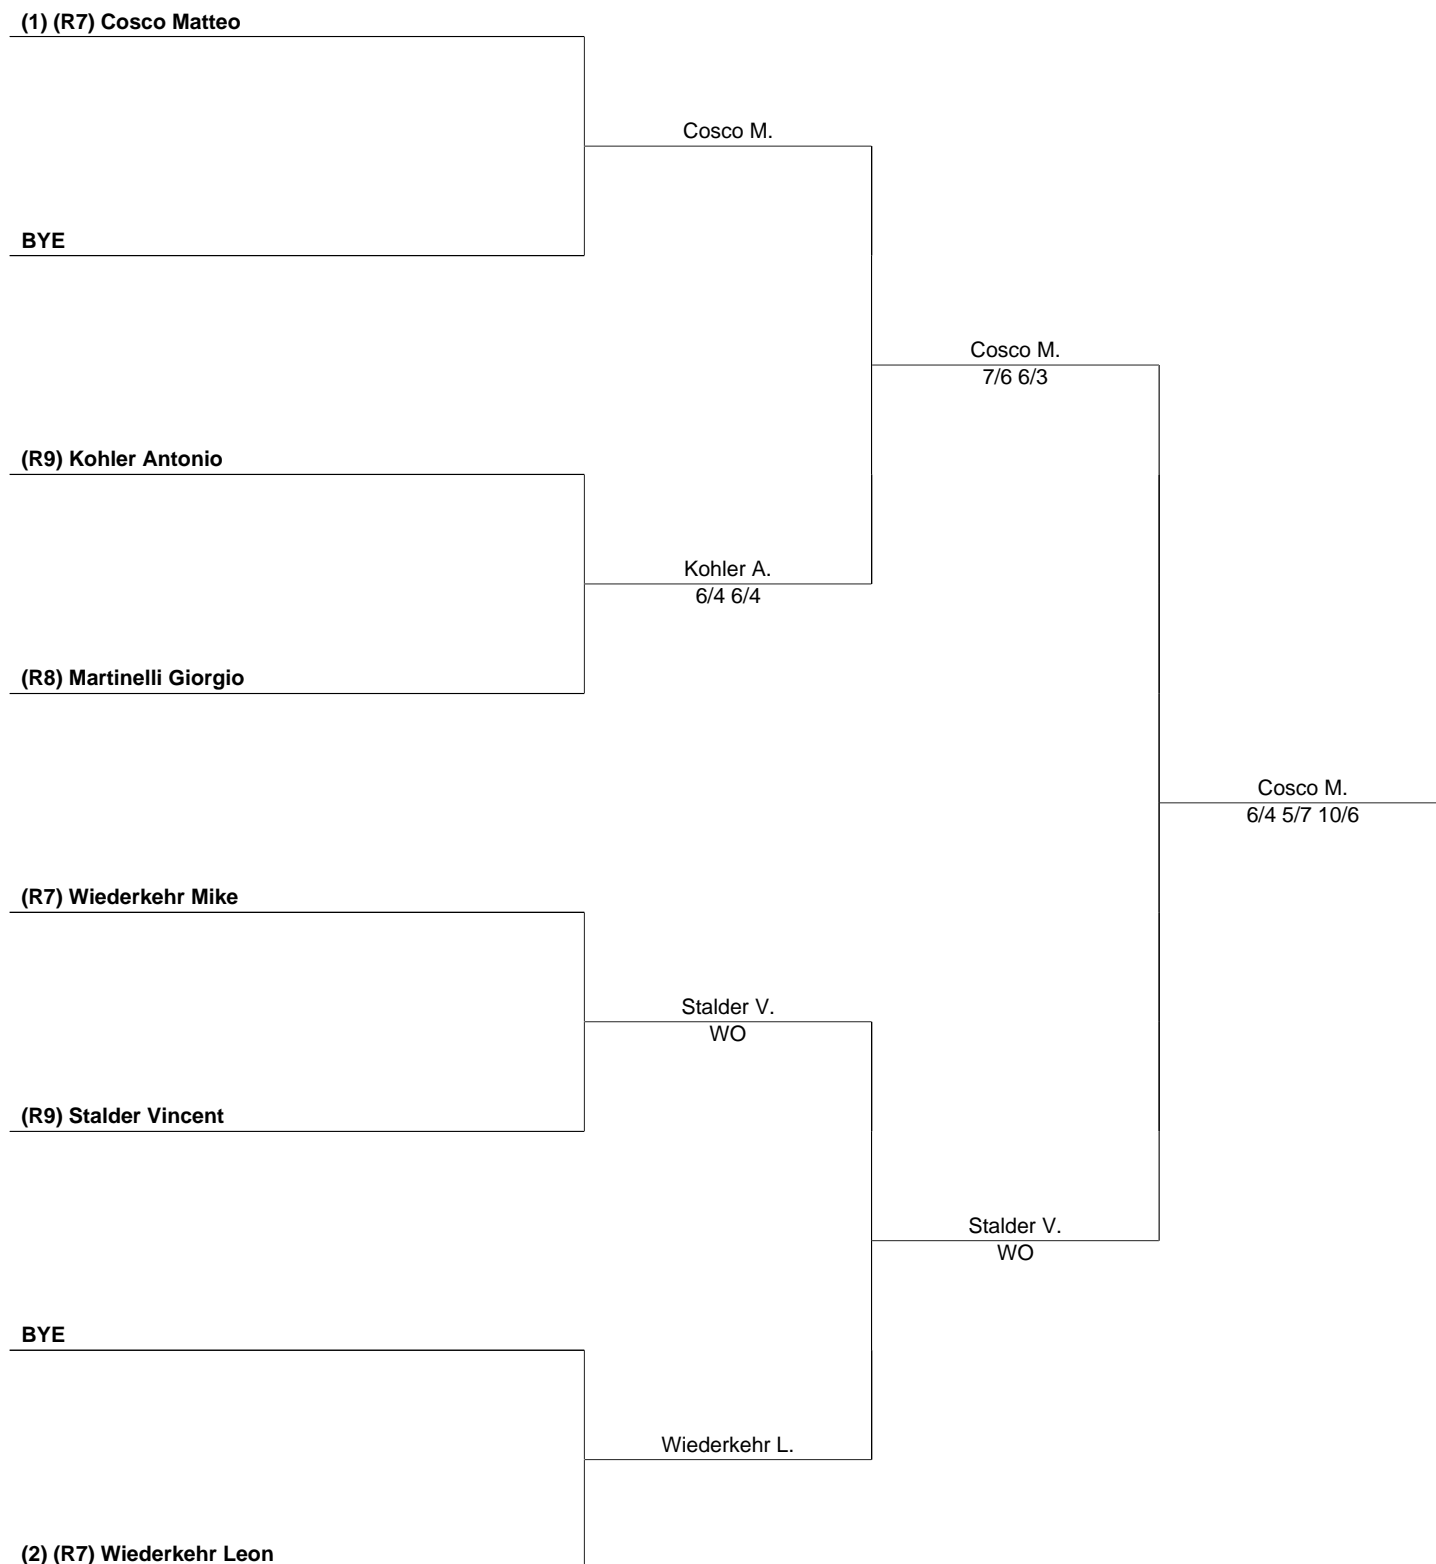 (1) (R7) Cosco Matteo
Cosco M.
BYE
Cosco M.
7/6 6/3
(R9) Kohler Antonio
Kohler A.
6/4 6/4
(R8) Martinelli Giorgio
Cosco M.
6/4 5/7 10/6
(R7) Wiederkehr Mike
Stalder V.
WO
(R9) Stalder Vincent
Stalder V.
WO
BYE
Wiederkehr L.
(2) (R7) Wiederkehr Leon